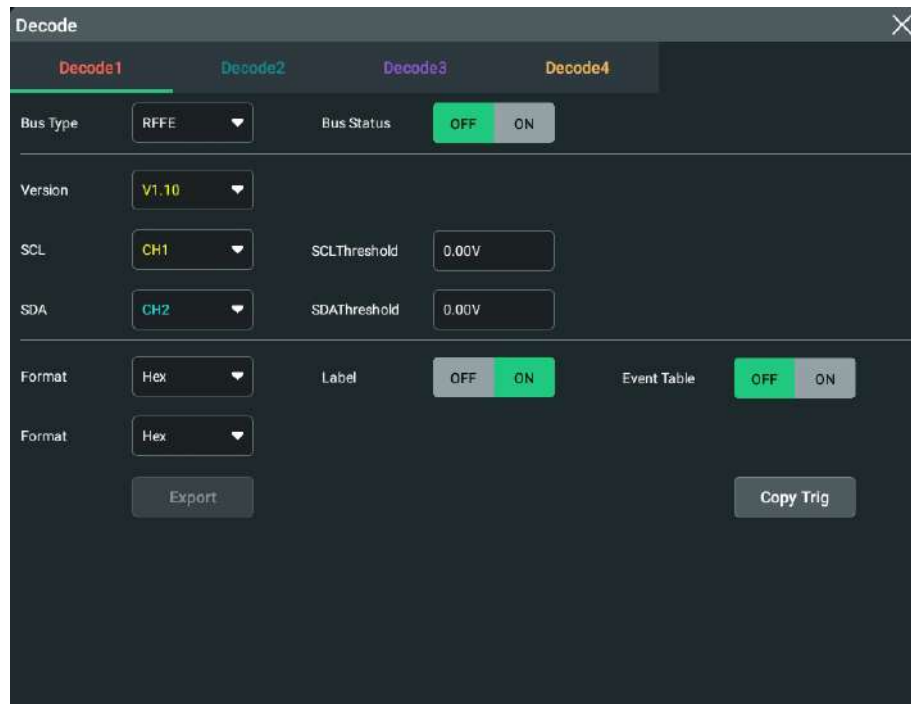 Decode
Decode1 Decode2 Decode3 Decode4
Bus Type RFFE Bus Status OFF ON
Version V1.10
SCL CH1 SCLThreshold 0.00V
SDA CH2 SDAThreshold 0.00V
Format Hex Label OFF ON Event Table OFF ON
Format Hex
Export Copy Trig